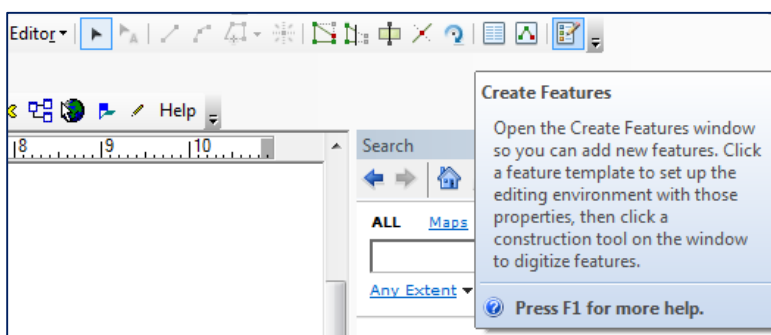 Editor
A
Help
8 9 10
Search
ALL Maps
Any Extent
Create Features
Open the Create Features window
so you can add new features. Click
a feature template to set up the
editing environment with those
properties, then click a
construction tool on the window
to digitize features.
Press F1 for more help.